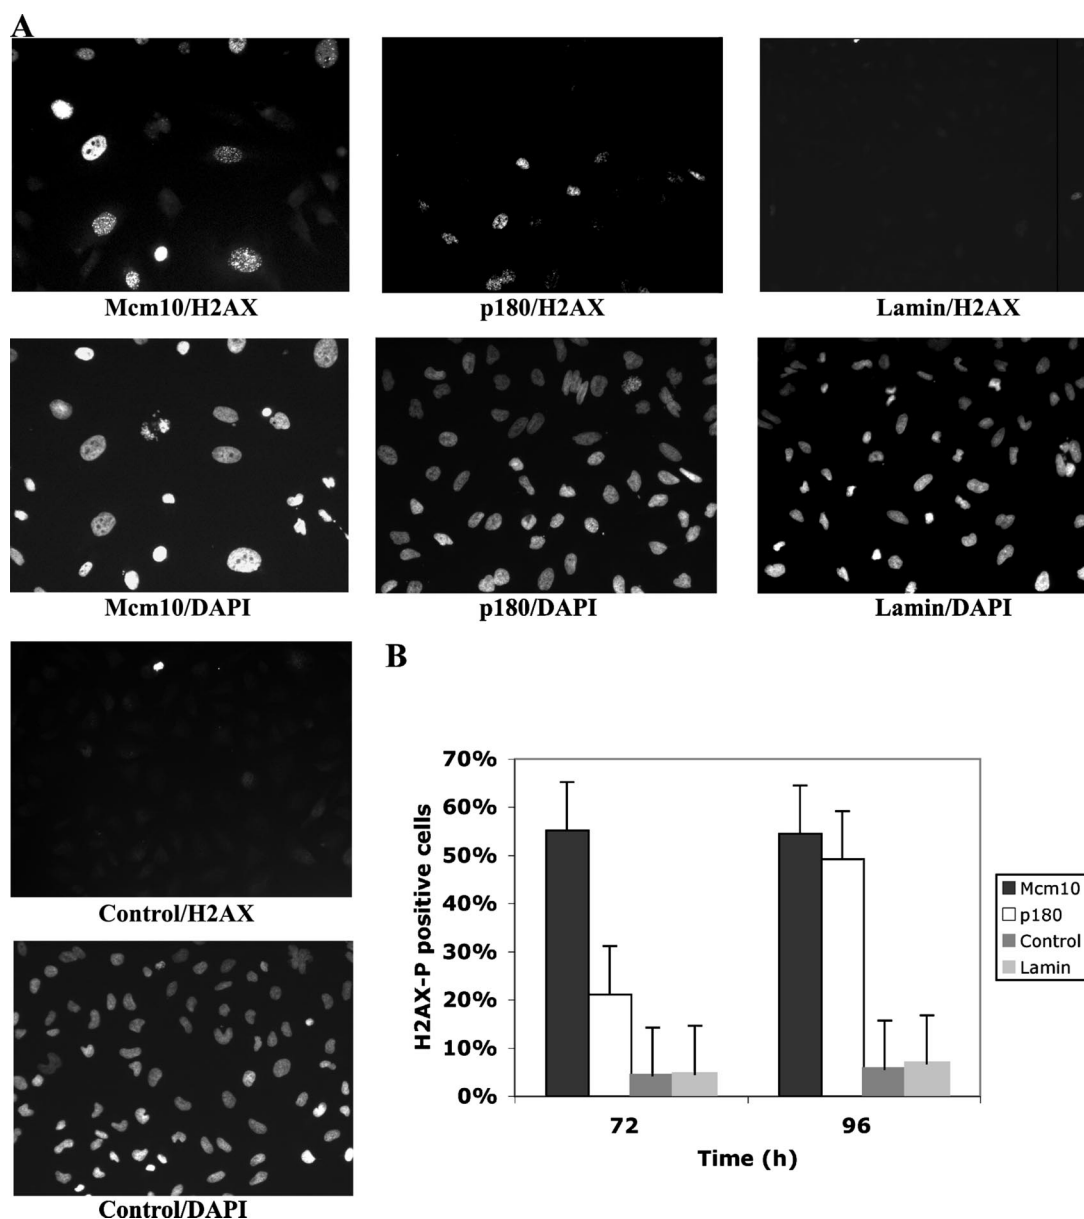 A
Mcm10/H2AX
p180/H2AX
Lamin/H2AX
Mcm10/DAPI
p180/DAPI
Lamin/DAPI
Control/H2AX
Control/DAPI
B
H2AX-P positive cells
70%
60%
50%
40%
30%
20%
10%
0%
72
96
Time (h)
Mcm10
p180
Control
Lamin